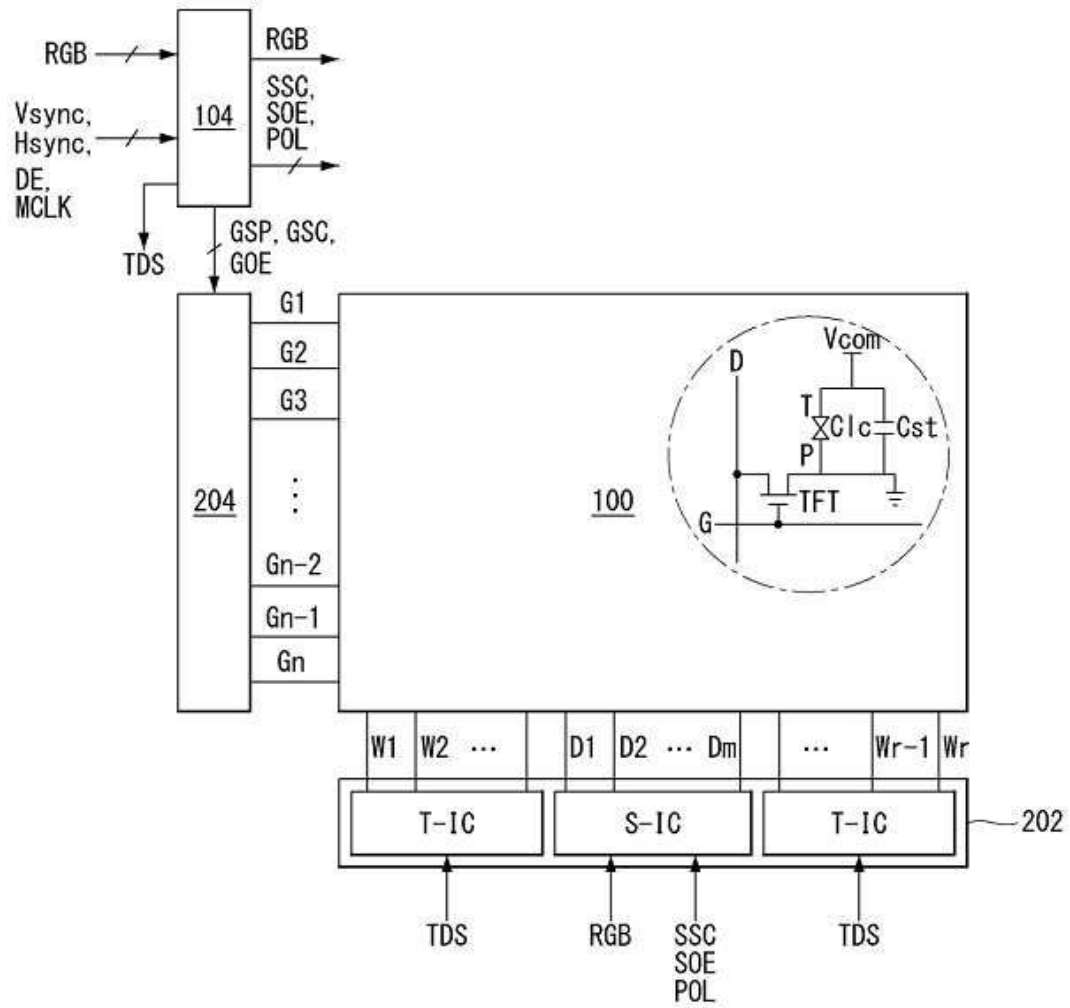 RGB
RGB
Vsync,
Hsync,
DE,
MCLK
104
SSC,
SOE,
POL
TDS
GSP, GSC,
GOE
G1
G2
G3
⋮
Gn-2
Gn-1
Gn
204
100
Vcom
D
T
Clc
Cst
P
TFT
G
W1 W2 ··· D1 D2 ··· Dm ··· Wr-1 Wr
T-IC S-IC T-IC
202
TDS RGB SSC TDS
SOE
POL